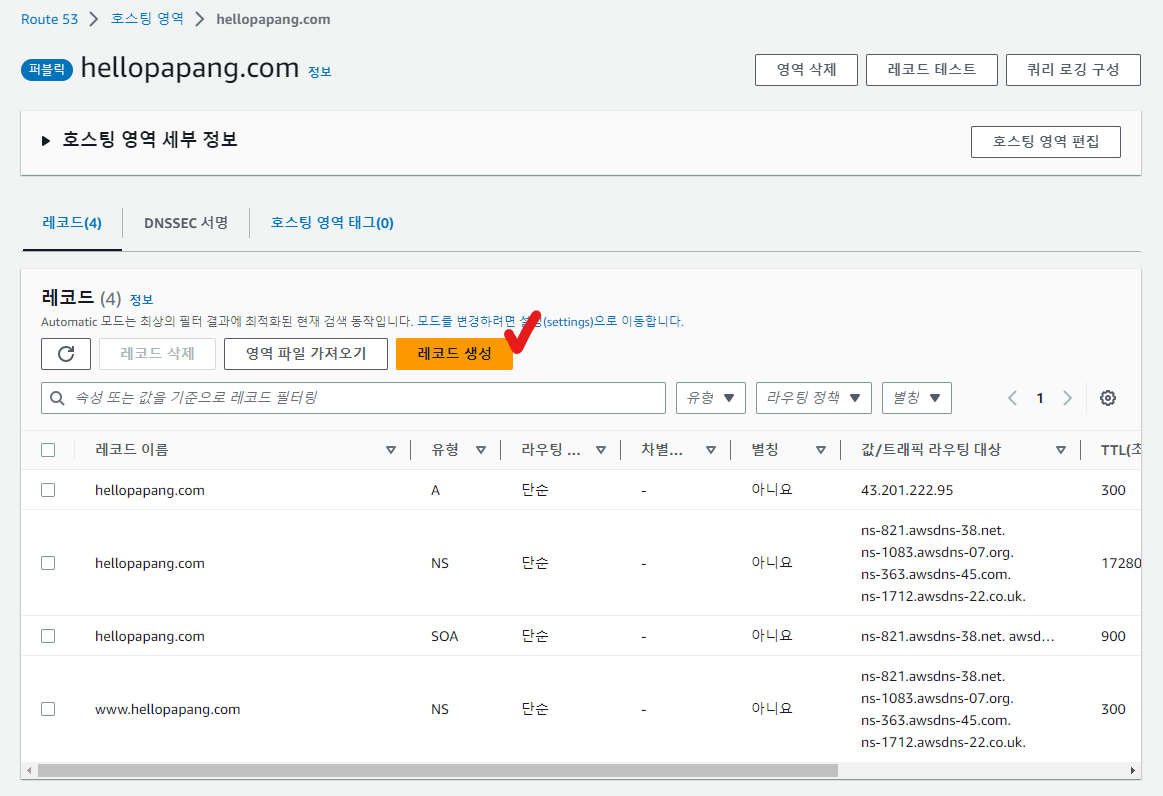 Route 53 > 호스팅 영역 > hellopapang.com
퍼블릭 hellopapang.com 정보
영역 삭제 레코드 테스트 쿼리 로깅 구성
호스팅 영역 세부 정보 호스팅 영역 편집
레코드(4) DNSSEC 서명 호스팅 영역 태그(0)
레코드 (4) 정보
Automatic 모드는 최상의 필터 결과에 최적화된 현재 검색 동작입니다. 모드를 변경하려면 설정(settings)으로 이동합니다.
레코드 삭제 영역 파일 가져오기 레코드 생성
속성 또는 값을 기준으로 레코드 필터링 유형 라우팅 정책 별칭 1
레코드 이름 유형 라우팅 ... 차별... 별칭 값/트래픽 라우팅 대상 TTL(초
hellopapang.com A 단순 - 아니요 43.201.222.95 300
hellopapang.com NS 단순 - 아니요 ns-821.awsdns-38.net.
ns-1083.awsdns-07.org.
ns-363.awsdns-45.com.
ns-1712.awsdns-22.co.uk. 17280
hellopapang.com SOA 단순 - 아니요 ns-821.awsdns-38.net. awsd... 900
www.hellopapang.com NS 단순 - 아니요 ns-821.awsdns-38.net.
ns-1083.awsdns-07.org.
ns-363.awsdns-45.com.
ns-1712.awsdns-22.co.uk. 300